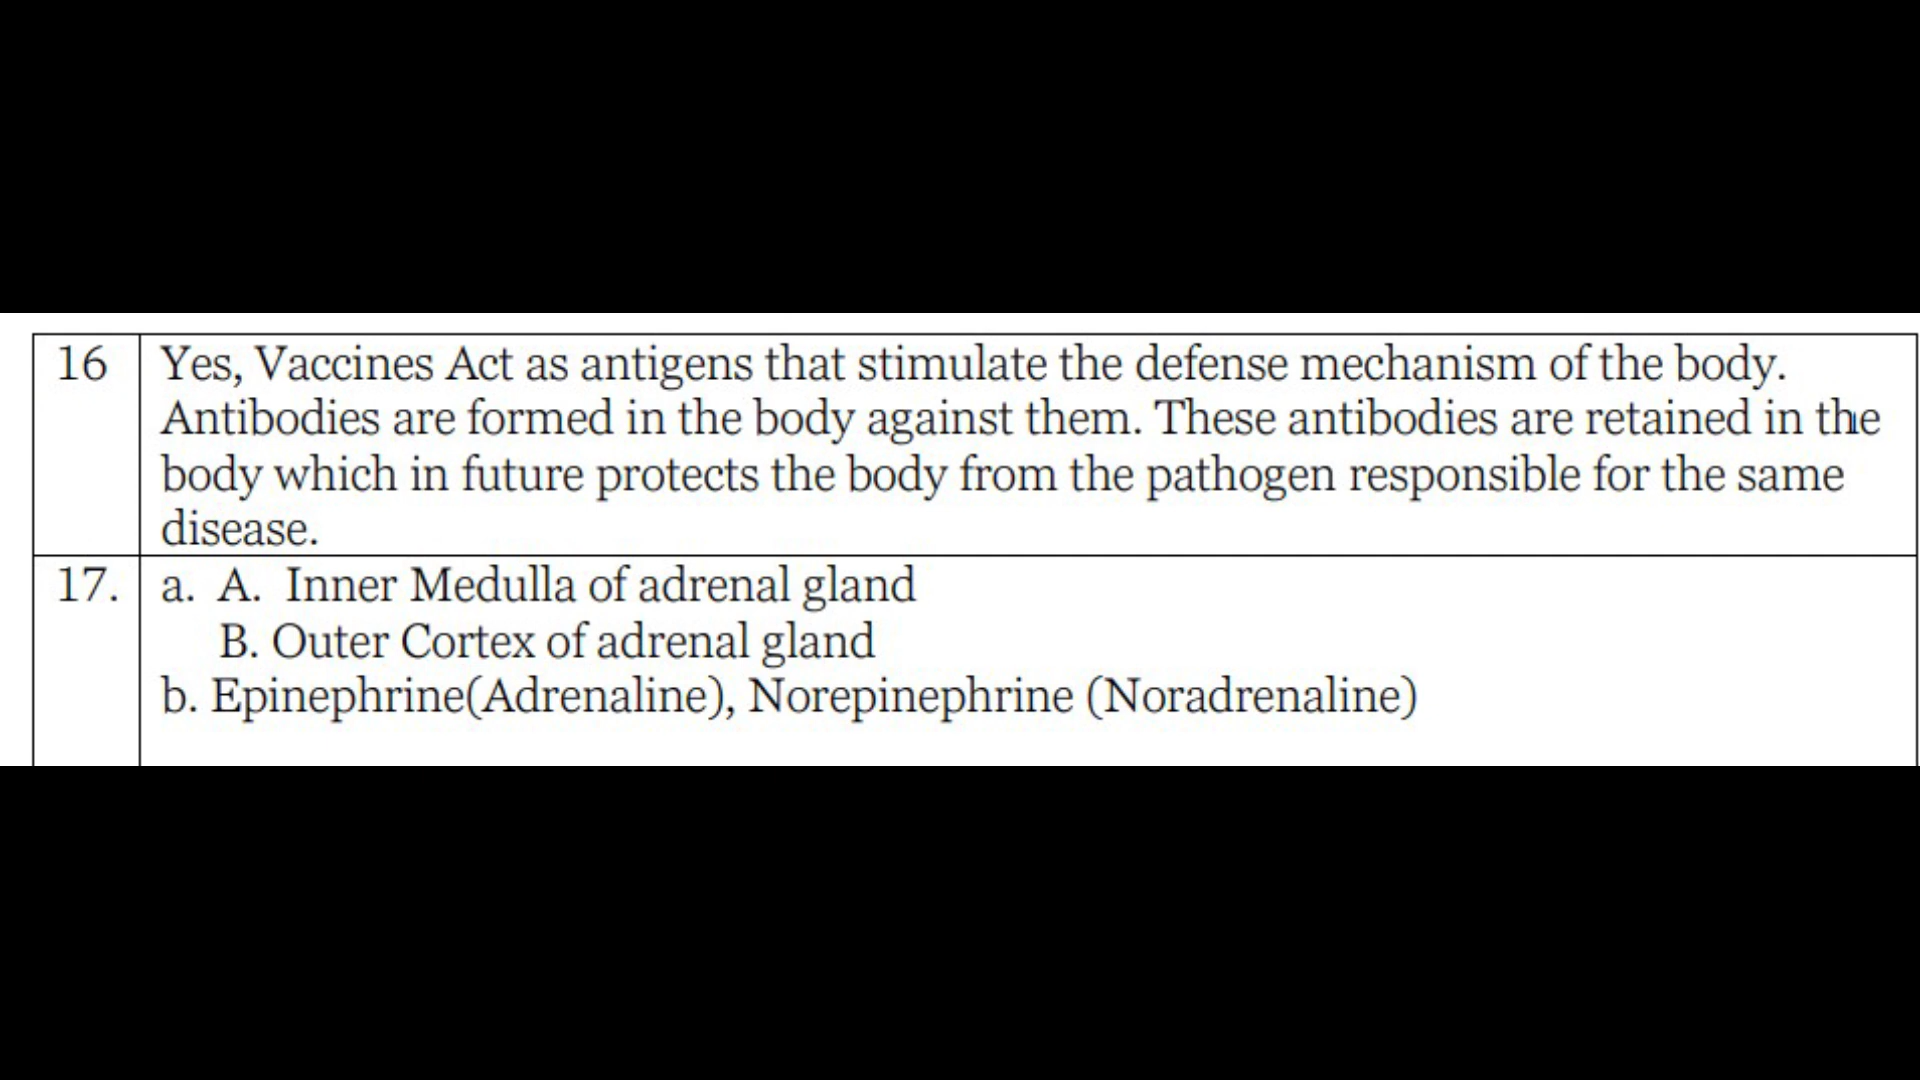 16 Yes, Vaccines Act as antigens that stimulate the defense mechanism of the body.
Antibodies are formed in the body against them. These antibodies are retained in the
body which in future protects the body from the pathogen responsible for the same
disease.
17. a. A. Inner Medulla of adrenal gland
B. Outer Cortex of adrenal gland
b. Epinephrine(Adrenaline), Norepinephrine (Noradrenaline)